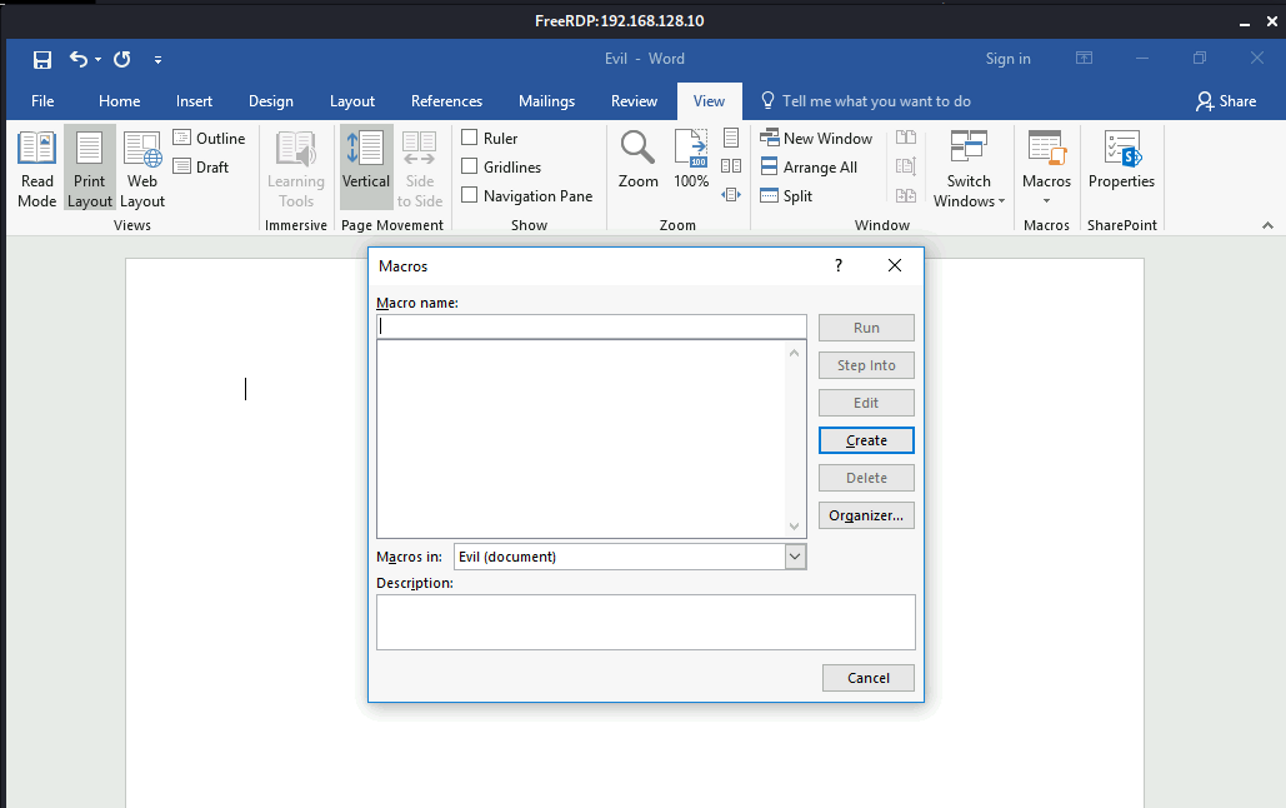 FreeRDP: 192.168.128.10
Evil - Word
Sign in
File Home Insert Design Layout References Mailings Review View Tell me what you want to do Share
Read Mode
Print Layout
Web Layout
Outline
Draft
Views
Learning Tools
Immersive
Vertical
Side to Side
Page Movement
Ruler
Gridlines
Navigation Pane
Show
Zoom
100
100%
Zoom
New Window
Arrange All
Split
Switch Windows
Window
Macros
Macros
Properties
SharePoint
Macros ?
Macro name:
Run
Step Into
Edit
Create
Delete
Organizer...
Macros in: Evil (document)
Description:
Cancel